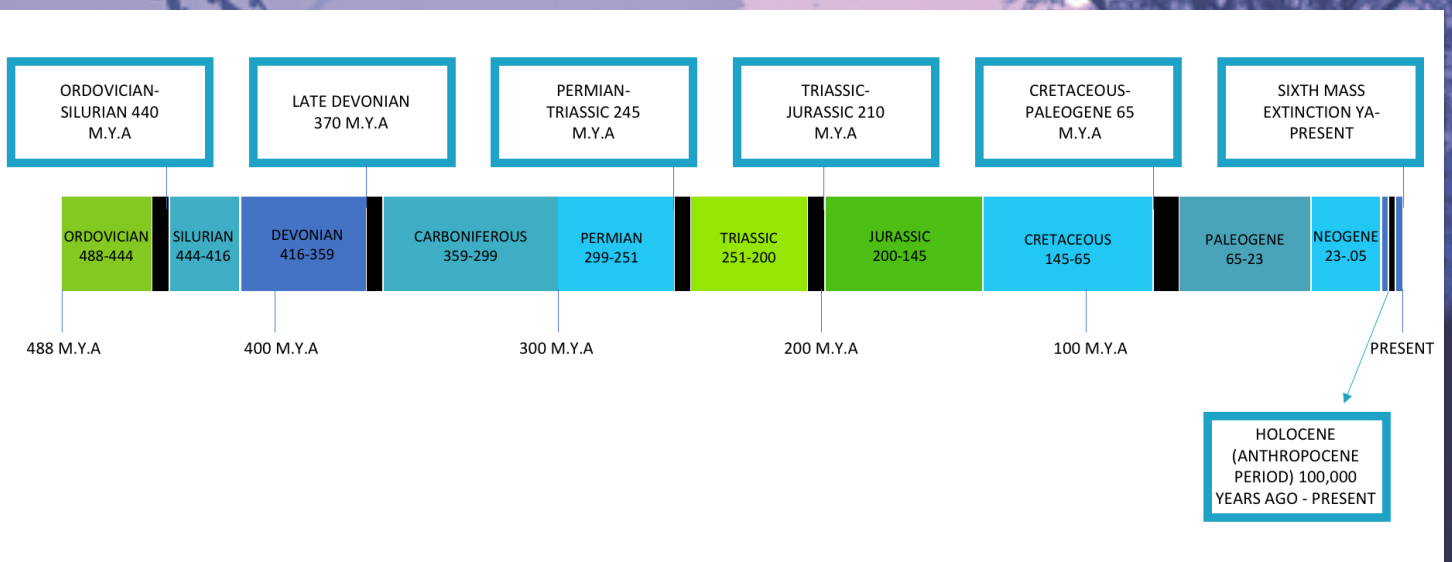 ORDOVICIAN-
SILURIAN 440
M.Y.A
LATE DEVONIAN
370 M.Y.A
PERMIAN-
TRIASSIC 245
M.Y.A
TRIASSIC-
JURASSIC 210
M.Y.A
CRETACEOUS-
PALEOGENE 65
M.Y.A
SIXTH MASS
EXTINCTION YA-
PRESENT
ORDOVICIAN
488-444
SILURIAN
444-416
DEVONIAN
416-359
CARBONIFEROUS
359-299
PERMIAN
299-251
TRIASSIC
251-200
JURASSIC
200-145
CRETACEOUS
145-65
PALEOGENE
65-23
NEOGENE
23-.05
488 M.Y.A
400 M.Y.A
300 M.Y.A
200 M.Y.A
100 M.Y.A
PRESENT
HOLOCENE
(ANTHROPOCENE
PERIOD) 100,000
YEARS AGO - PRESENT